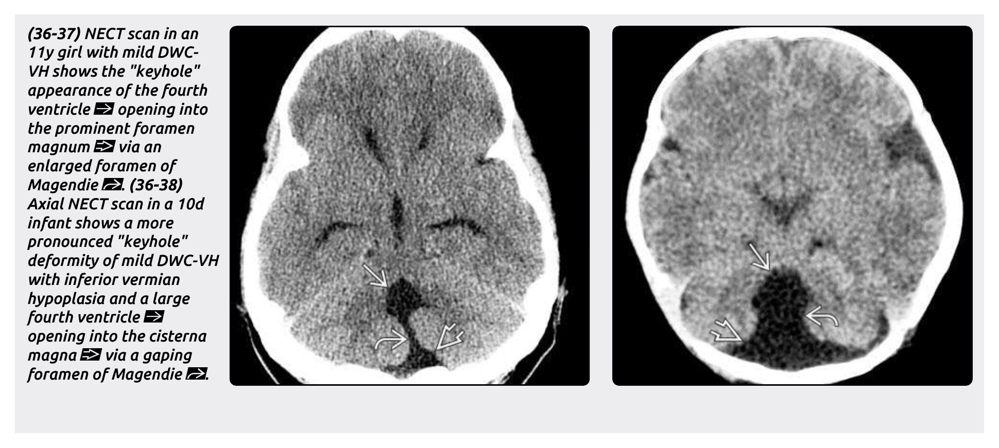 (36-37) NECT scan in an
11y girl with mild DWC-
VH shows the "keyhole"
appearance of the fourth
ventricle opening into
the prominent foramen
magnum via an
enlarged foramen of
Magendie . (36-38)
Axial NECT scan in a 10d
infant shows a more
pronounced "keyhole"
deformity of mild DWC-VH
with inferior vermian
hypoplasia and a large
fourth ventricle
opening into the cisterna
magna via a gaping
foramen of Magendie .